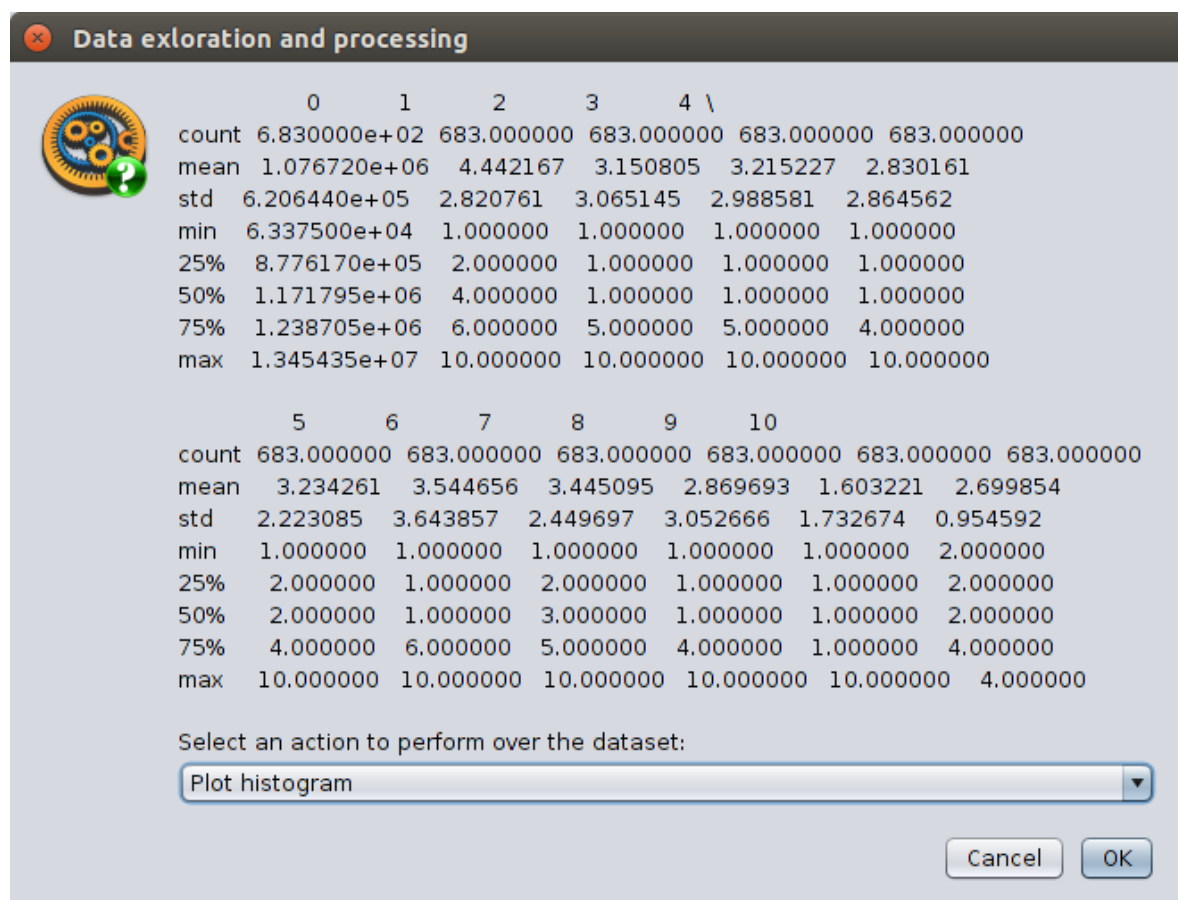 Data exloration and processing
0 1 2 3 4 \
count 6.830000e+02 683.000000 683.000000 683.000000 683.000000
mean 1.076720e+06 4.442167 3.150805 3.215227 2.830161
std 6.206440e+05 2.820761 3.065145 2.988581 2.864562
min 6.337500e+04 1.000000 1.000000 1.000000 1.000000
25% 8.776170e+05 2.000000 1.000000 1.000000 1.000000
50% 1.171795e+06 4.000000 1.000000 1.000000 1.000000
75% 1.238705e+06 6.000000 5.000000 5.000000 4.000000
max 1.345435e+07 10.000000 10.000000 10.000000 10.000000
5 6 7 8 9 10
count 683.000000 683.000000 683.000000 683.000000 683.000000 683.000000
mean 3.234261 3.544656 3.445095 2.869693 1.603221 2.699854
std 2.223085 3.643857 2.449697 3.052666 1.732674 0.954592
min 1.000000 1.000000 1.000000 1.000000 1.000000 2.000000
25% 2.000000 1.000000 2.000000 1.000000 1.000000 2.000000
50% 2.000000 1.000000 3.000000 1.000000 1.000000 2.000000
75% 4.000000 6.000000 5.000000 4.000000 1.000000 4.000000
max 10.000000 10.000000 10.000000 10.000000 10.000000 4.000000
Select an action to perform over the dataset:
Plot histogram
Cancel OK